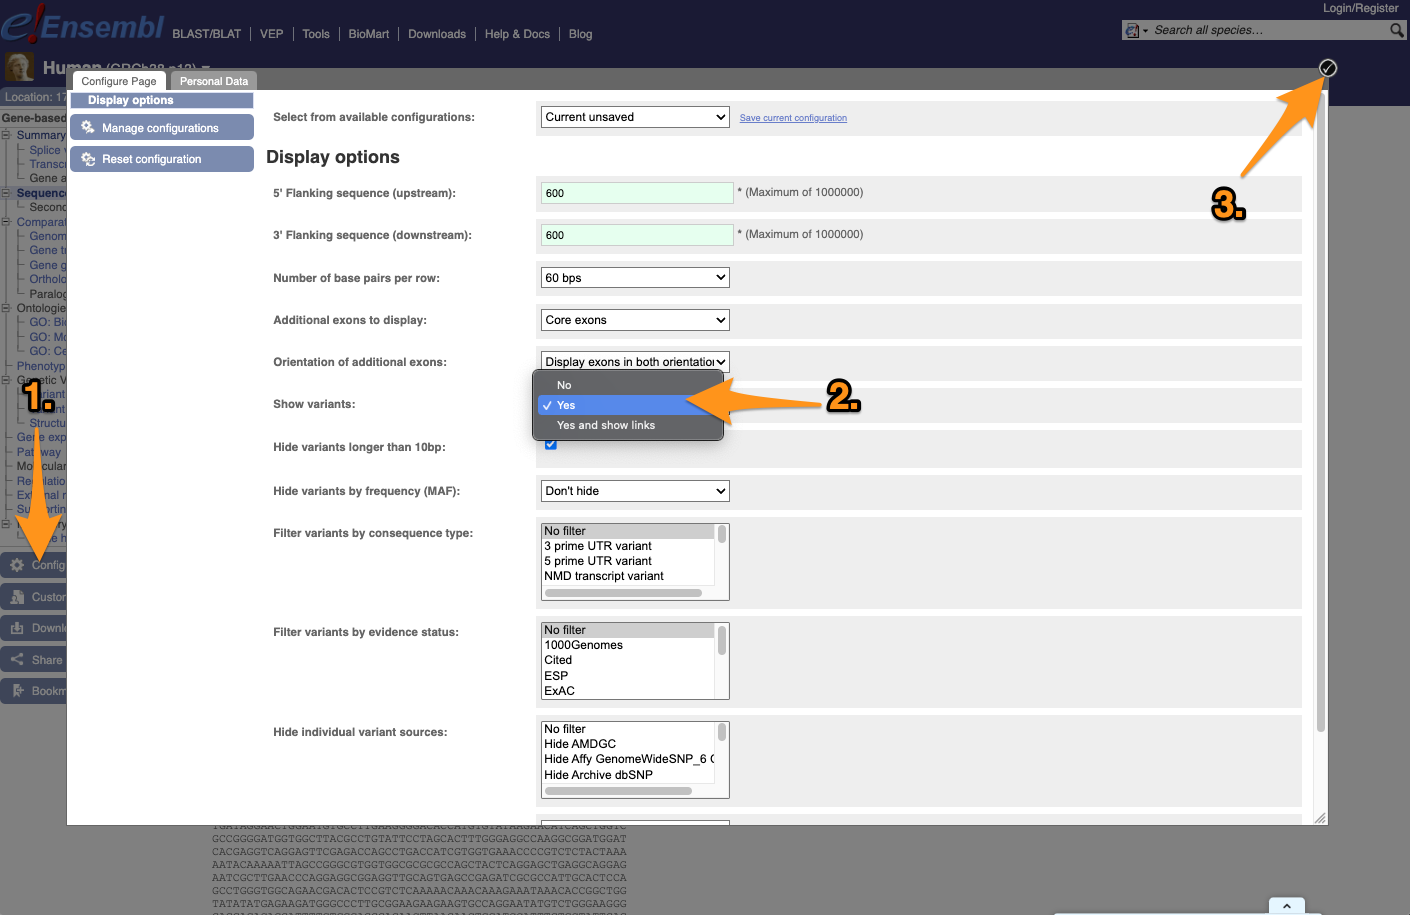 e!Ensembl
BLAST/BLAT | VEP | Tools | BioMart | Downloads | Help & Docs | Blog
Login/Register
Search all species…
Human (GRCh38.p13) ▼
Location: 17
Configure Page
Personal Data
Gene-based
Summary
Splice v
Transc
Gene a
Sequenc
Second
Comparat
Genom
Gene t
Gene g
Ortholo
Paralog
Ontologie
GO: Bi
GO: M
GO: Ce
Phenotyp
Genetic V
Structu
Gene exp
Pathway
Molecular
Regulatio
External r
Supportin
Config
Custor
Downl
Share
Bookm
Display options
Manage configurations
Reset configuration
Select from available configurations:
Current unsaved
Save current configuration
Display options
5' Flanking sequence (upstream):
600
* (Maximum of 1000000)
3' Flanking sequence (downstream):
600
* (Maximum of 1000000)
Number of base pairs per row:
60 bps
Additional exons to display:
Core exons
Orientation of additional exons:
Display exons in both orientation
Show variants:
No
✓ Yes
Yes and show links
Hide variants longer than 10bp:
Hide variants by frequency (MAF):
Don't hide
Filter variants by consequence type:
No filter
3 prime UTR variant
5 prime UTR variant
NMD transcript variant
Filter variants by evidence status:
No filter
1000Genomes
Cited
ESP
ExAC
Hide individual variant sources:
No filter
Hide AMDGC
Hide Affy GenomeWideSNP_6 C
Hide Archive dbSNP
1.
2.
3.
GCCGGGGATGGTGGCTTACGCCTGTATTCCTAGCACTTTGGGAGGCCAAGGCGGATGGAT
CACGAGGTCAGGAGTTCGAGACCAGCCTGACCATCGTGGTGAAACCCCGTCTCTACTAAA
AATACAAAAATTAGCCGGGCGTGGTGGCGCGCGCCAGCTACTCAGGAGCTGAGGCAGGAG
AATCGCTTGAACCCAGGAGGCGGAGGTTGCAGTGAGCCGAGATCGCGCCATTGCACTCCA
GCCTGGGTGGCAGAACGACACTCCGTCTCAAAAACAAACAAAGAAATAAACACCGGCTGG
TATATATGAGAAGATGGGCCCTTGCGGAAGAAGAAGTGCCAGGAATATGTCTGGGAAGGG